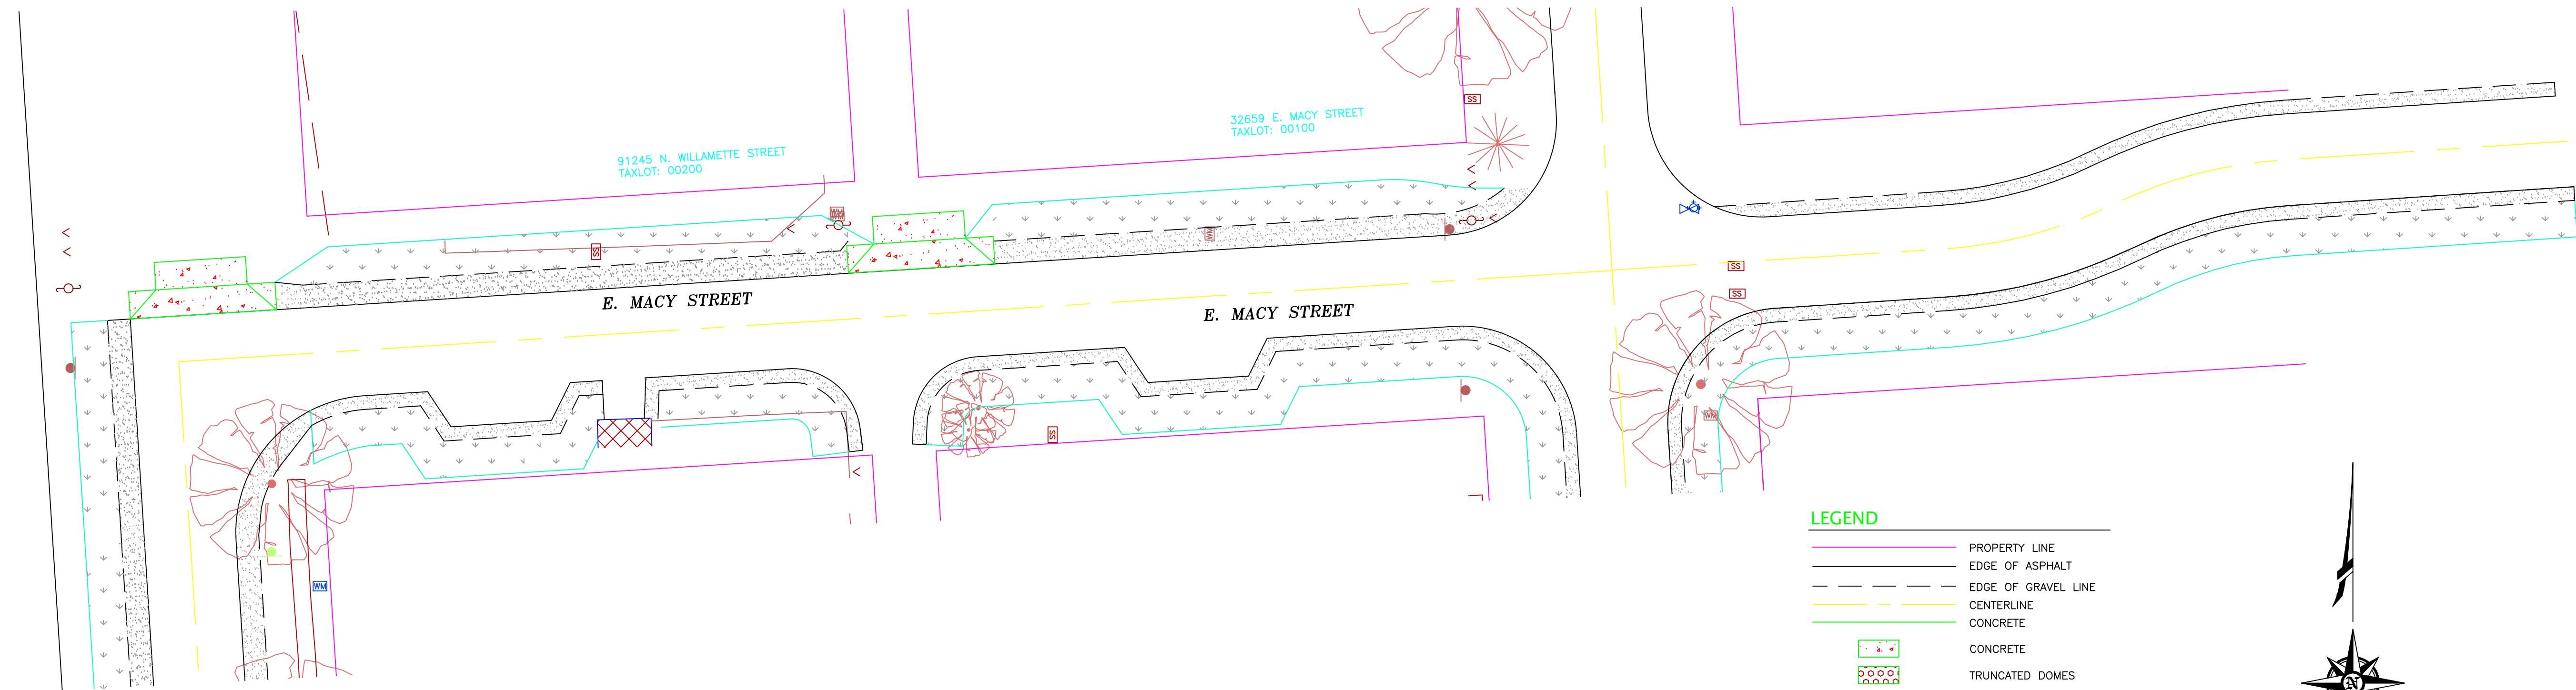 91245 N. WILLAMETTE STREET
TAXLOT: 00200
32659 E. MACY STREET
TAXLOT: 00100
SS
WM
SS
WM
E. MACY STREET
E. MACY STREET
SS
SS
SS
WM
WM
LEGEND
PROPERTY LINE
EDGE OF ASPHALT
EDGE OF GRAVEL LINE
CENTERLINE
CONCRETE
CONCRETE
TRUNCATED DOMES
N